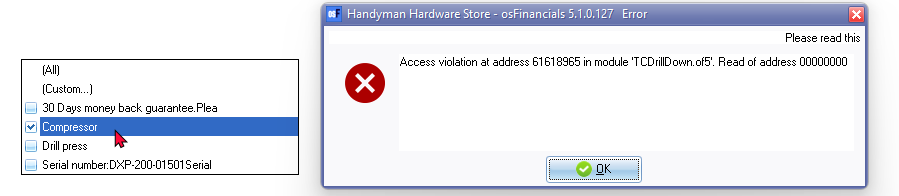 (All)
(Custom...)
30 Days money back guarantee.Plea
Compressor
Drill press
Serial number:DXP-200-01501Serial
Handyman Hardware Store - osFinancials 5.1.0.127 Error
Please read this
Access violation at address 61618965 in module 'TCDrillDown.of5'. Read of address 00000000
OK